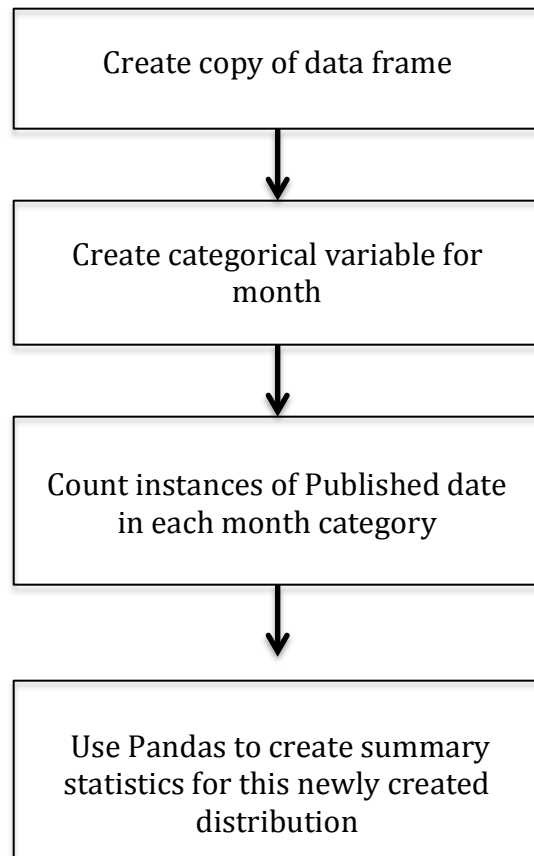 Create copy of data frame
Create categorical variable for
month
Count instances of Published date
in each month category
Use Pandas to create summary
statistics for this newly created
distribution